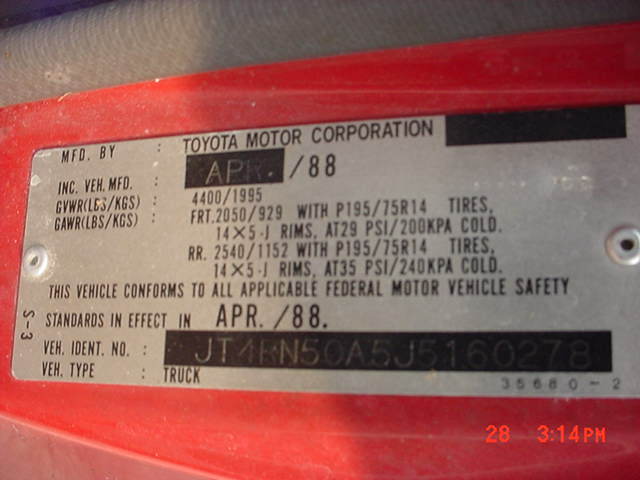 MFD. BY : TOYOTA MOTOR CORPORATION
INC. VEH. MFD. : APR. /88
GVWR(LBS/KGS) : 4400/1995
GAWR(LBS/KGS) : FRT. 2050/929 WITH P195/75R14 TIRES,
14×5-J RIMS, AT29 PSI/200KPA COLD.
RR. 2540/1152 WITH P195/75R14 TIRES,
14×5-J RIMS, AT35 PSI/240KPA COLD.
THIS VEHICLE CONFORMS TO ALL APPLICABLE FEDERAL MOTOR VEHICLE SAFETY
STANDARDS IN EFFECT IN APR. /88.
VEH. IDENT. NO. : JT4RN50A5J5160278
VEH. TYPE : TRUCK
35680-2
S-3
28 3:14PM